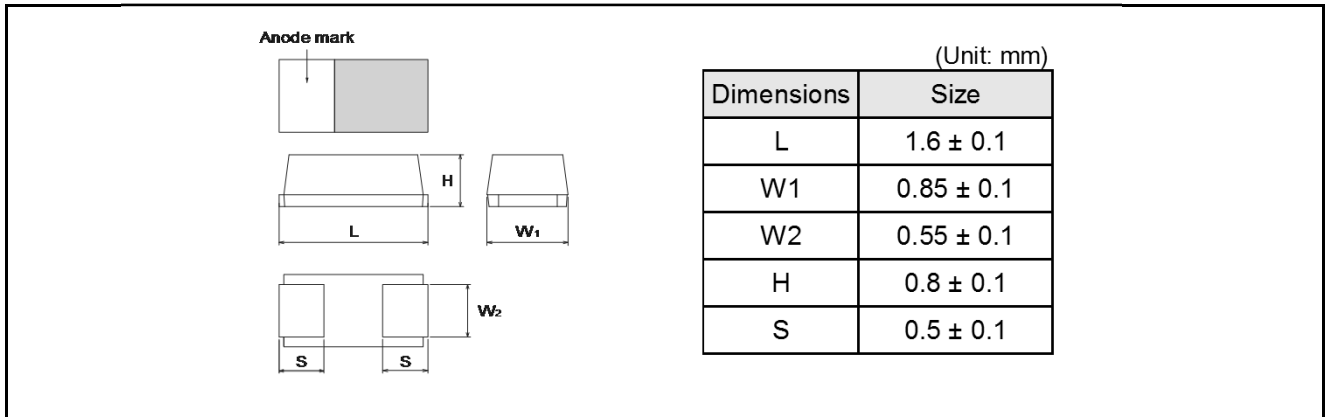 Anode mark
H
L
W1
W2
S
S
(Unit: mm)
Dimensions Size
L 1.6 ± 0.1
W1 0.85 ± 0.1
W2 0.55 ± 0.1
H 0.8 ± 0.1
S 0.5 ± 0.1